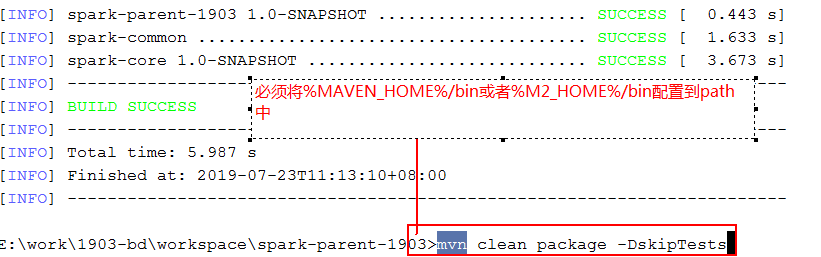 [INFO] spark-parent-1903 1.0-SNAPSHOT ..................... SUCCESS [  0.443 s]
[INFO] spark-common ....................................... SUCCESS [  1.633 s]
[INFO] spark-core 1.0-SNAPSHOT ............................ SUCCESS [  3.673 s]
[INFO] ------------------------------------------------------------------------
必须将%MAVEN_HOME%/bin或者%M2_HOME%/bin配置到path
中
[INFO] BUILD SUCCESS
[INFO] ------------------------------------------------------------------------
[INFO] Total time: 5.987 s
[INFO] Finished at: 2019-07-23T11:13:10+08:00
[INFO] ------------------------------------------------------------------------
E:\work\1903-bd\workspace\spark-parent-1903>mvn clean package -DskipTests